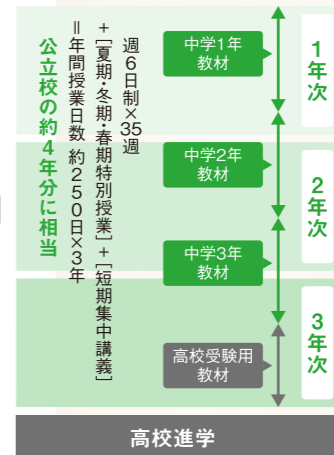 1年次
2年次
3年次
中学1年
教材
中学2年
教材
中学3年
教材
高校受験用
教材
週6日制×35週
+[夏期・冬期・春期特別授業]+[短期集中講義]
=年間授業日数 約250日×3年
公立校の約4年分に相当
高校進学